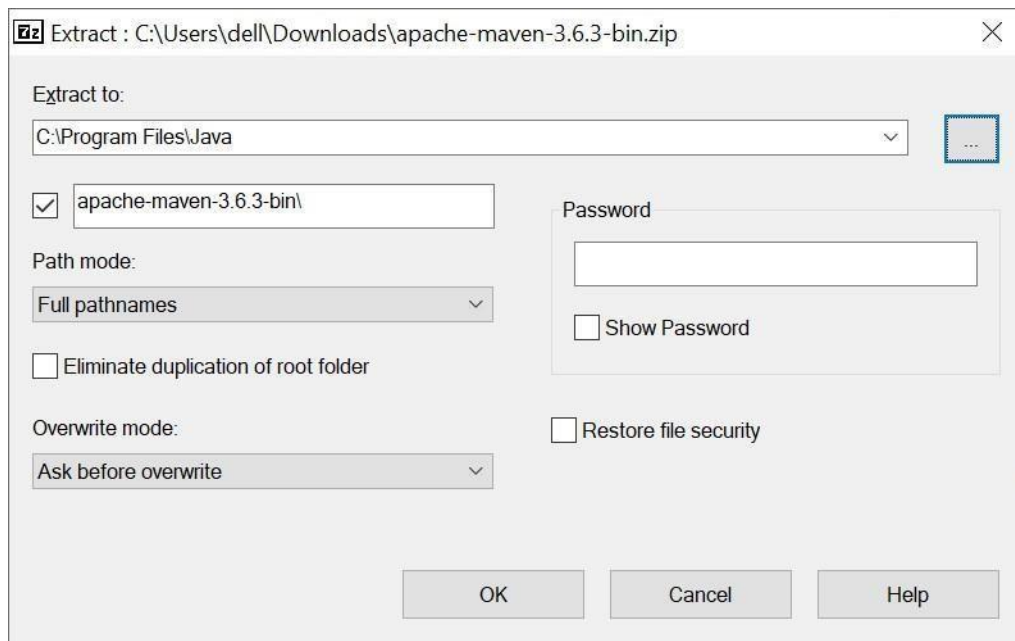 7z Extract : C:\Users\dell\Downloads\apache-maven-3.6.3-bin.zip
Extract to:
C:\Program Files\Java
...
apache-maven-3.6.3-bin\
Password
Path mode:
Full pathnames
Show Password
Eliminate duplication of root folder
Overwrite mode:
Restore file security
Ask before overwrite
OK Cancel Help